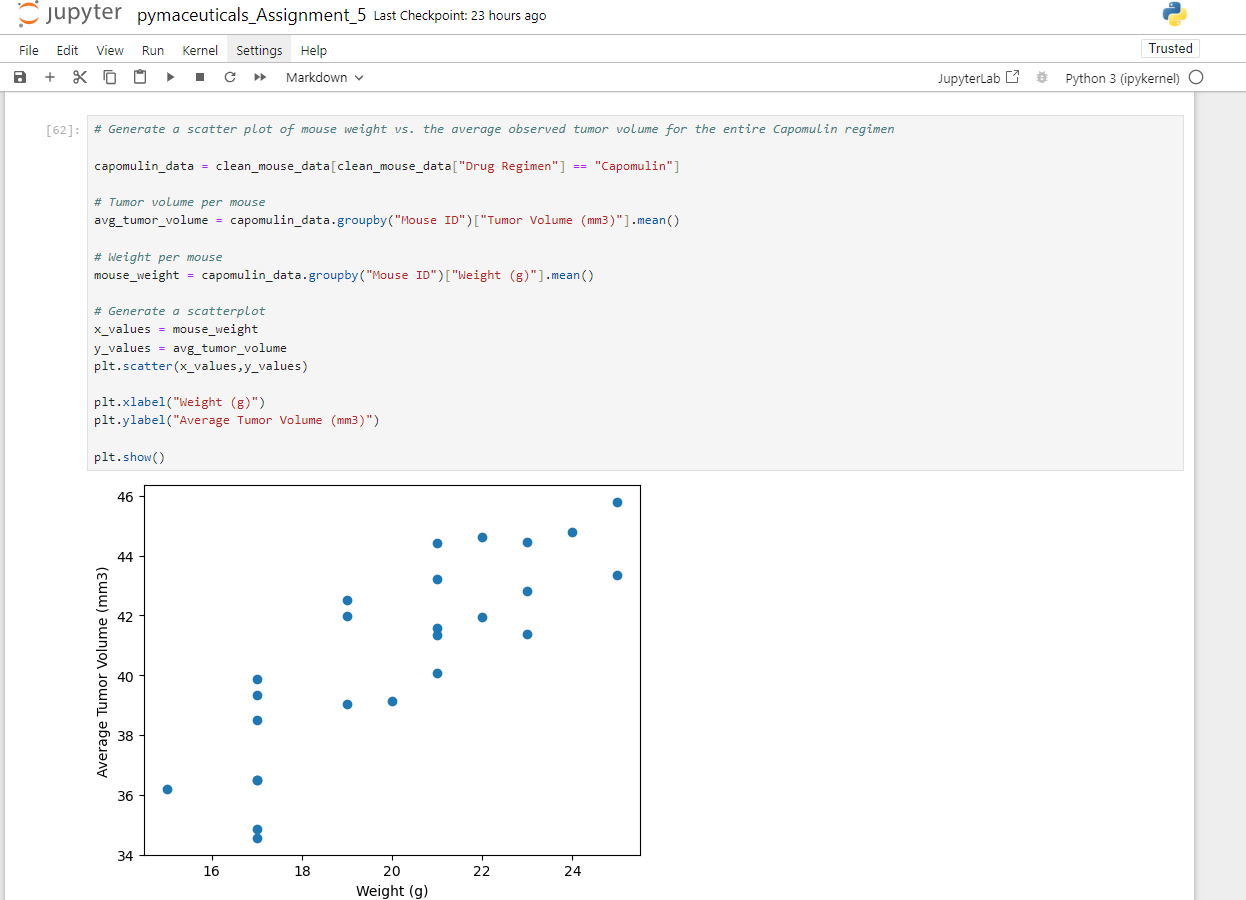 jupyter pymaceuticals_Assignment_5 Last Checkpoint: 23 hours ago
File Edit View Run Kernel Settings Help Trusted
Markdown JupyterLab Python 3 (ipykernel)
[62]: # Generate a scatter plot of mouse weight vs. the average observed tumor volume for the entire Capomulin regimen
capomulin_data = clean_mouse_data[clean_mouse_data["Drug Regimen"] == "Capomulin"]
# Tumor volume per mouse
avg_tumor_volume = capomulin_data.groupby("Mouse ID")["Tumor Volume (mm3)"].mean()
# Weight per mouse
mouse_weight = capomulin_data.groupby("Mouse ID")["Weight (g)"].mean()
# Generate a scatterplot
x_values = mouse_weight
y_values = avg_tumor_volume
plt.scatter(x_values,y_values)
plt.xlabel("Weight (g)")
plt.ylabel("Average Tumor Volume (mm3)")
plt.show()
Average Tumor Volume (mm3)
46
44
42
40
38
36
34
16 18 20 22 24
Weight (g)